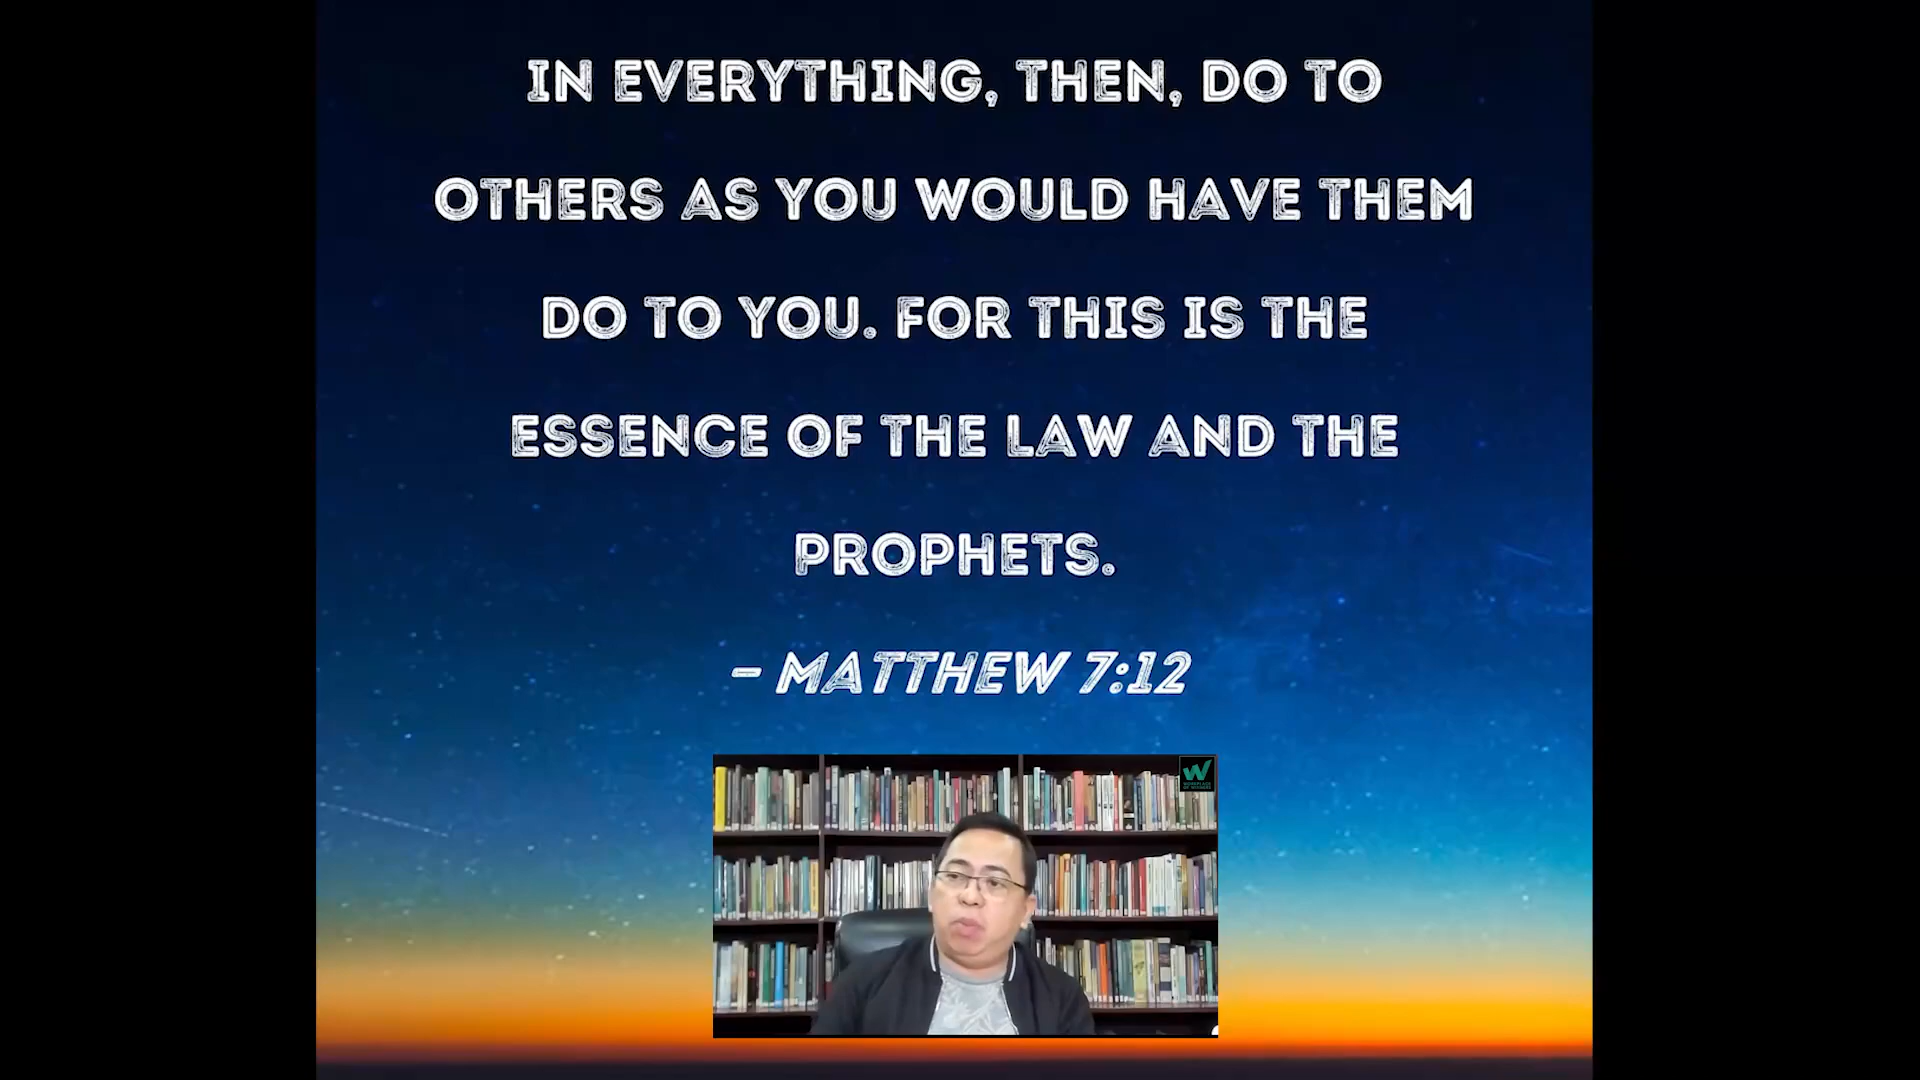 IN EVERYTHING, THEN, DO TO
OTHERS AS YOU WOULD HAVE THEM
DO TO YOU. FOR THIS IS THE
ESSENCE OF THE LAW AND THE
PROPHETS.
- MATTHEW 7:12
W